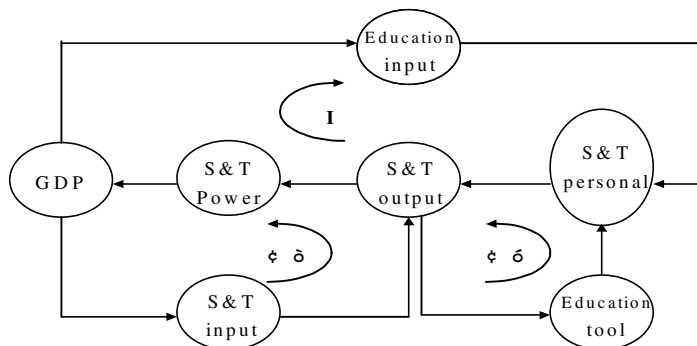 Education
input
I
GDP
S&T
Power
S&T
output
S&T
personal
¢ ò
¢ ó
S&T
input
Education
tool